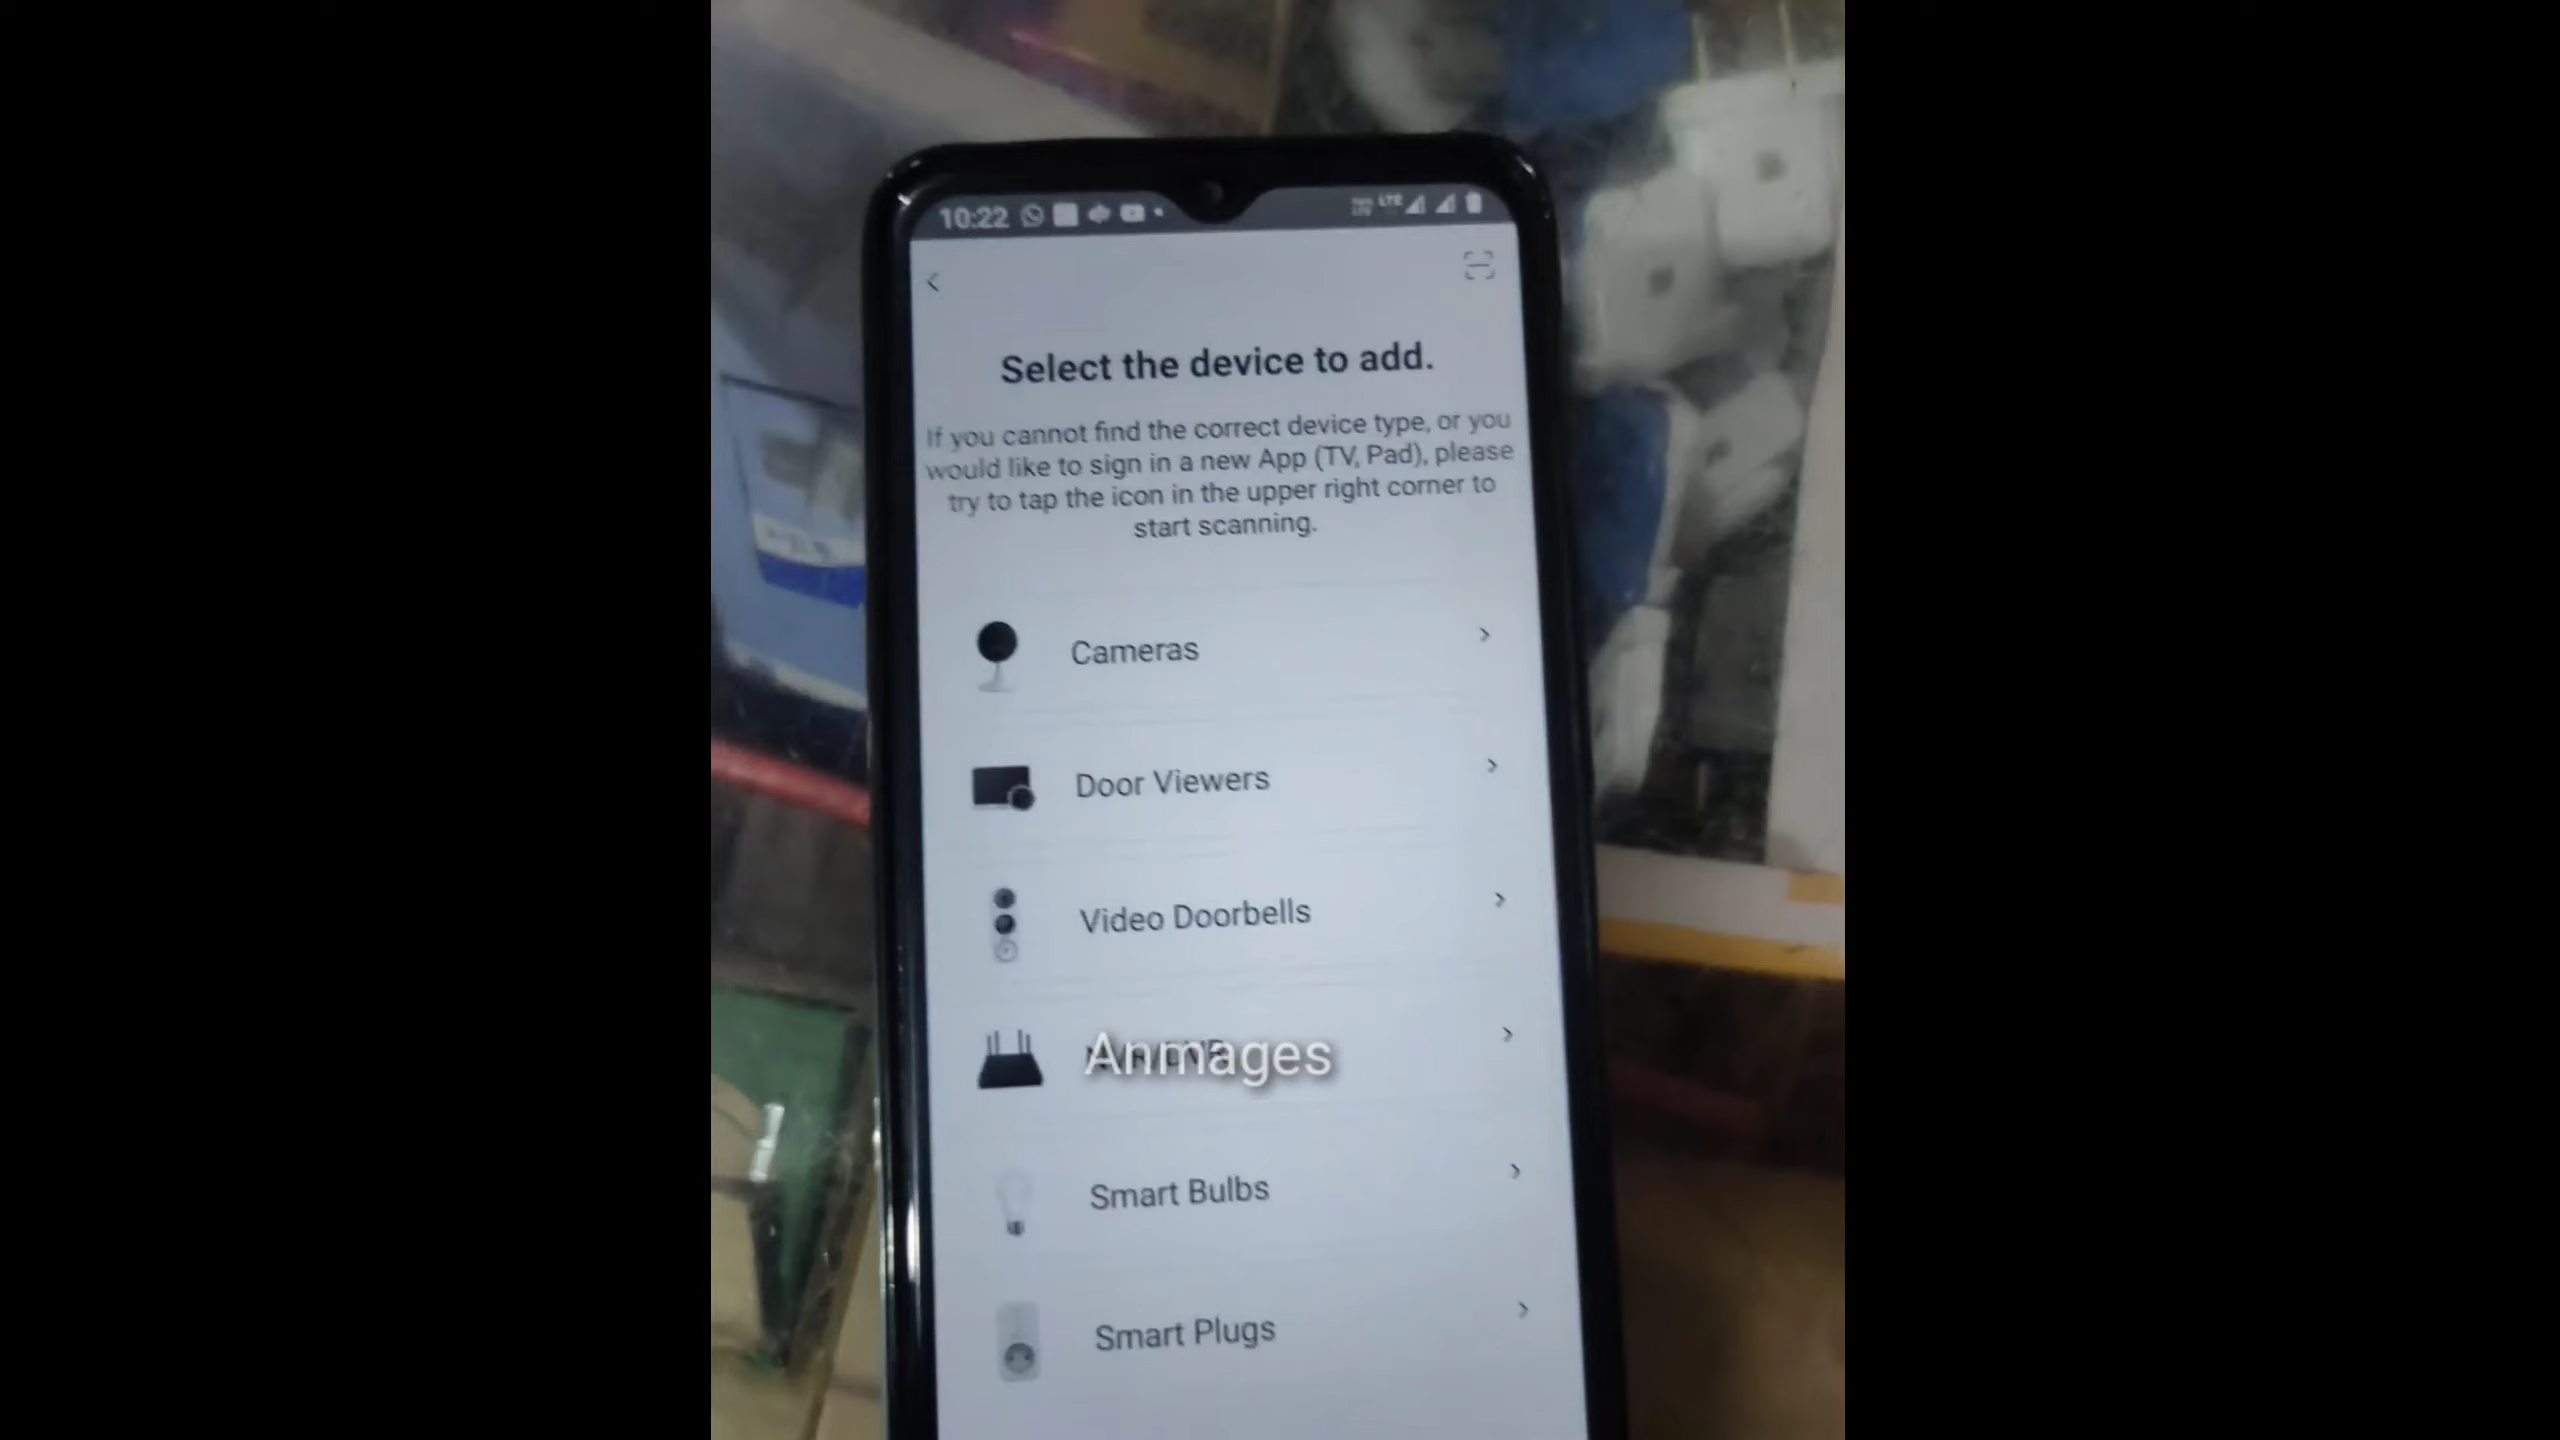 10:22
LTE
Select the device to add.
If you cannot find the correct device type, or you
would like to sign in a new App (TV, Pad), please
try to tap the icon in the upper right corner to
start scanning.
Cameras
Door Viewers
Video Doorbells
Anmages
Smart Bulbs
Smart Plugs